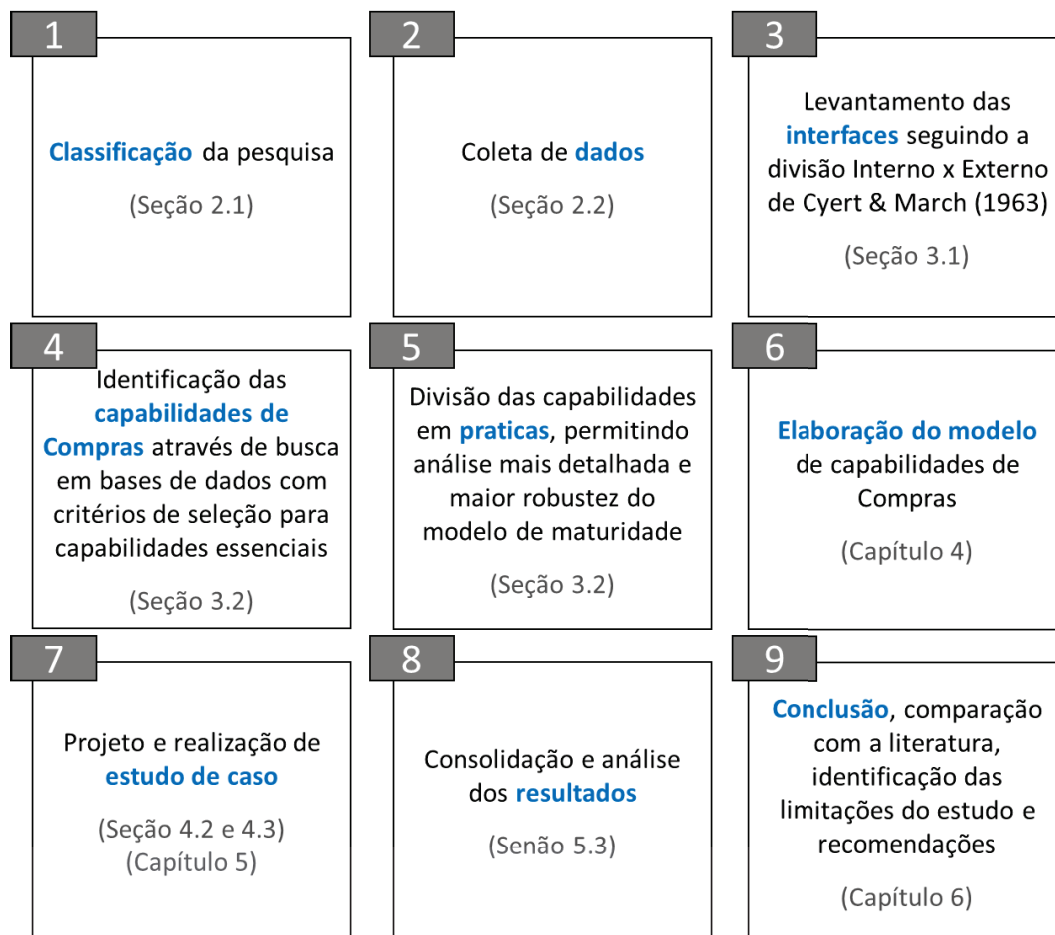 1
Classificação da pesquisa
(Seção 2.1)
2
Coleta de dados
(Seção 2.2)
3
Levantamento das
interfaces seguindo a
divisão Interno x Externo
de Cyert & March (1963)
(Seção 3.1)
4
Identificação das
capabilidades de
Compras através de busca
em bases de dados com
critérios de seleção para
capabilidades essenciais
(Seção 3.2)
5
Divisão das capabilidades
em praticas, permitindo
análise mais detalhada e
maior robustez do
modelo de maturidade
(Seção 3.2)
6
Elaboração do modelo
de capabilidades de
Compras
(Capítulo 4)
7
Projeto e realização de
estudo de caso
(Seção 4.2 e 4.3)
(Capítulo 5)
8
Consolidação e análise
dos resultados
(Senão 5.3)
9
Conclusão, comparação
com a literatura,
identificação das
limitações do estudo e
recomendações
(Capítulo 6)